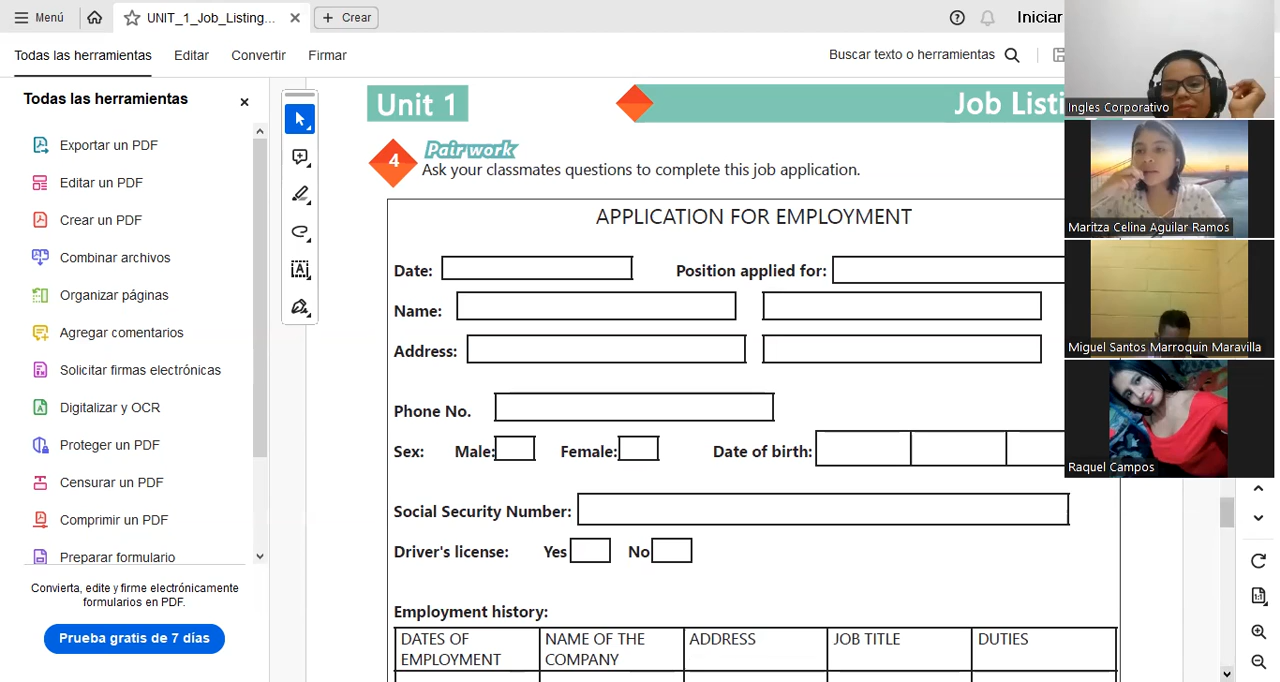 Menú
UNIT_1_Job_Listing...
Crear
Iniciar
Todas las herramientas
Editar
Convertir
Firmar
Buscar texto o herramientas
Todas las herramientas
Exportar un PDF
Editar un PDF
Crear un PDF
Combinar archivos
Organizar páginas
Agregar comentarios
Solicitar firmas electrónicas
Digitalizar y OCR
Proteger un PDF
Censurar un PDF
Comprimir un PDF
Preparar formulario
Convierta, edite y firme electrónicamente
formularios en PDF.
Prueba gratis de 7 días
Unit 1
Job Listi
4
Pair work
Ask your classmates questions to complete this job application.
APPLICATION FOR EMPLOYMENT
Date: Position applied for:
Name:
Address:
Phone No.
Sex: Male: Female: Date of birth:
Social Security Number:
Driver's license: Yes No
Employment history:
DATES OF EMPLOYMENT
NAME OF THE COMPANY
ADDRESS
JOB TITLE
DUTIES
Ingles Corporativo
Maritza Celina Aguilar Ramos
Miguel Santos Marroquin Maravilla
Raquel Campos
1:1